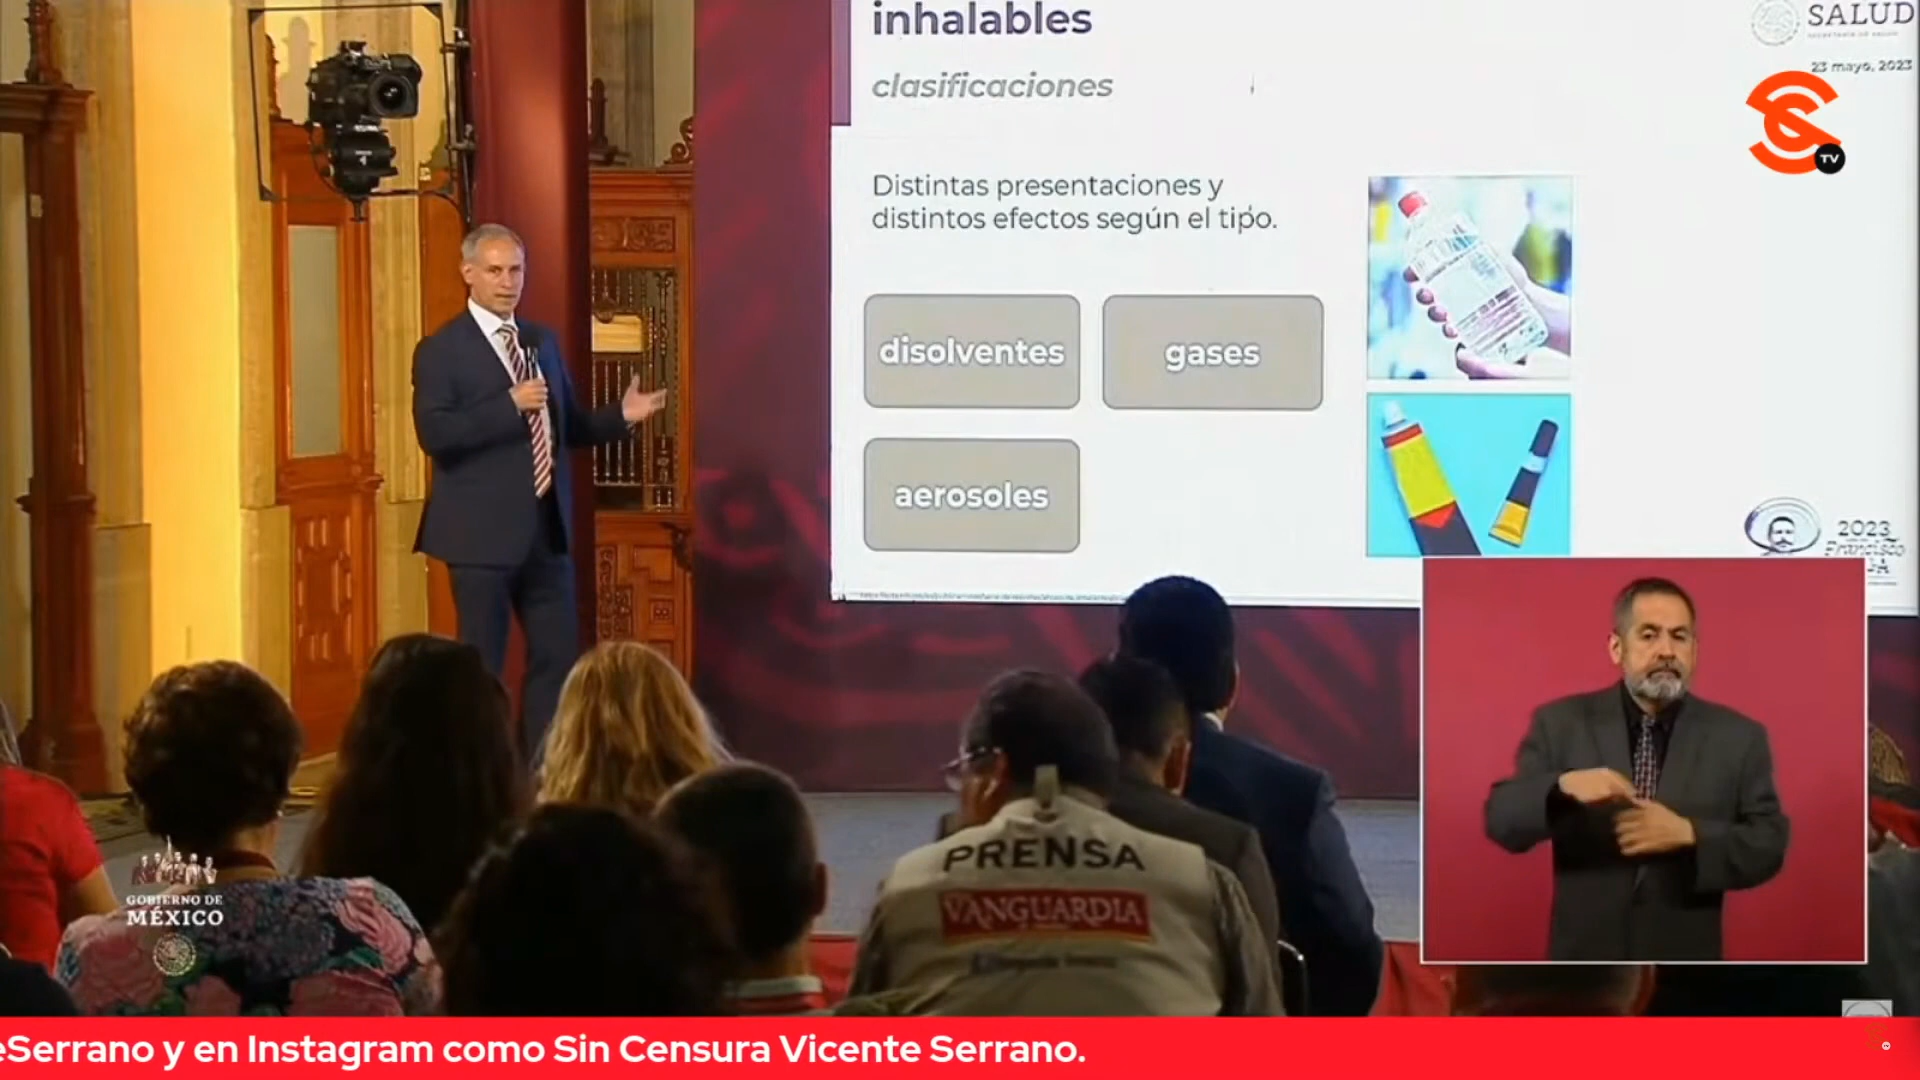 inhalables
clasificaciones
SALUD
23 mayo, 2023
TV
Distintas presentaciones y
distintos efectos según el tipo.
disolventes
gases
aerosoles
2023
Francisco
PRENSA
VANGUARDIA
GOBIERNO DE
MÉXICO
eSerrano y en Instagram como Sin Censura Vicente Serrano.